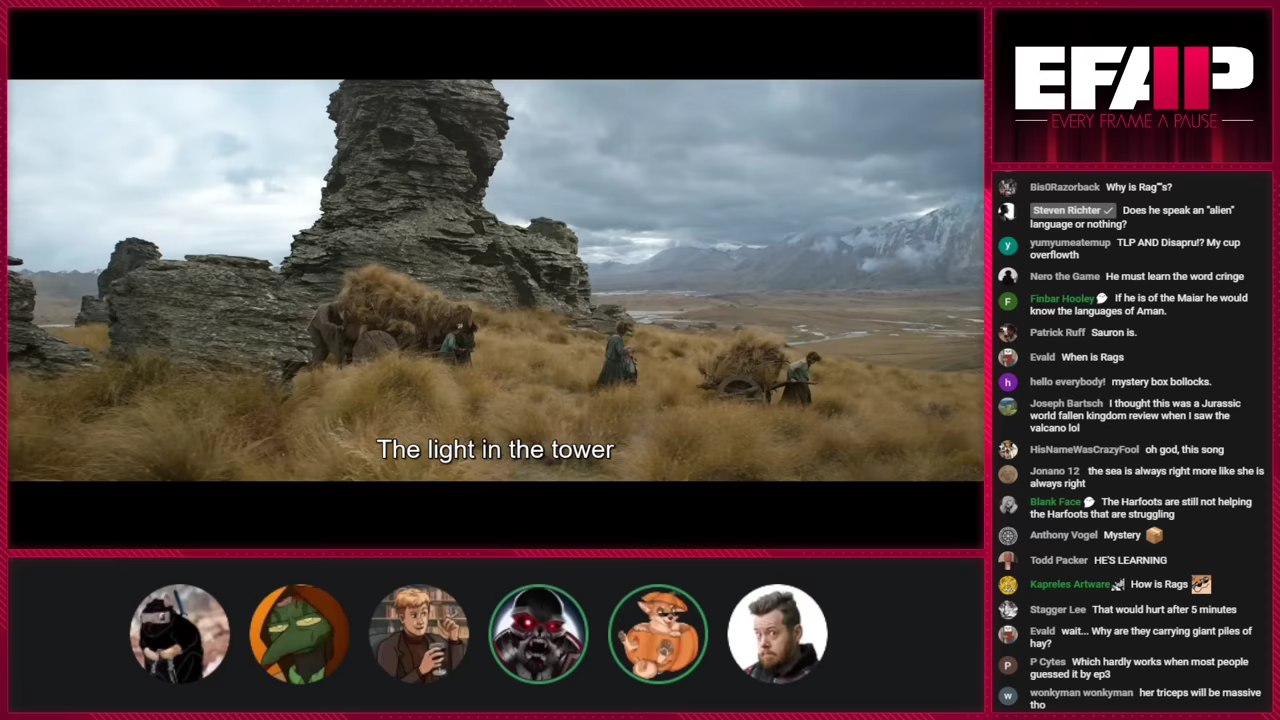 EFAP
EVERY FRAME A PAUSE
The light in the tower
Bis0Razorback Why is Rag""s?
Steven Richter Does he speak an "alien"
language or nothing?
y
yumyumeatemup TLP AND Disapru!? My cup
overflowth
Nero the Game He must learn the word cringe
F
Finbar Hooley If he is of the Maiar he would
know the languages of Aman.
Patrick Ruff Sauron is.
Evald When is Rags
h
hello everybody! mystery box bollocks.
Joseph Bartsch I thought this was a Jurassic
world fallen kingdom review when I saw the
valcano lol
HisNameWasCrazyFool oh god, this song
Jonano 12 the sea is always right more like she is
always right
Blank Face The Harfoots are still not helping
the Harfoots that are struggling
Anthony Vogel Mystery
Todd Packer HE'S LEARNING
Kapreles Artware How is Rags
Stagger Lee That would hurt after 5 minutes
Evald wait... Why are they carrying giant piles of
hay?
P
P Cytes Which hardly works when most people
guessed it by ep3
w
wonkyman wonkyman her triceps will be massive
tho